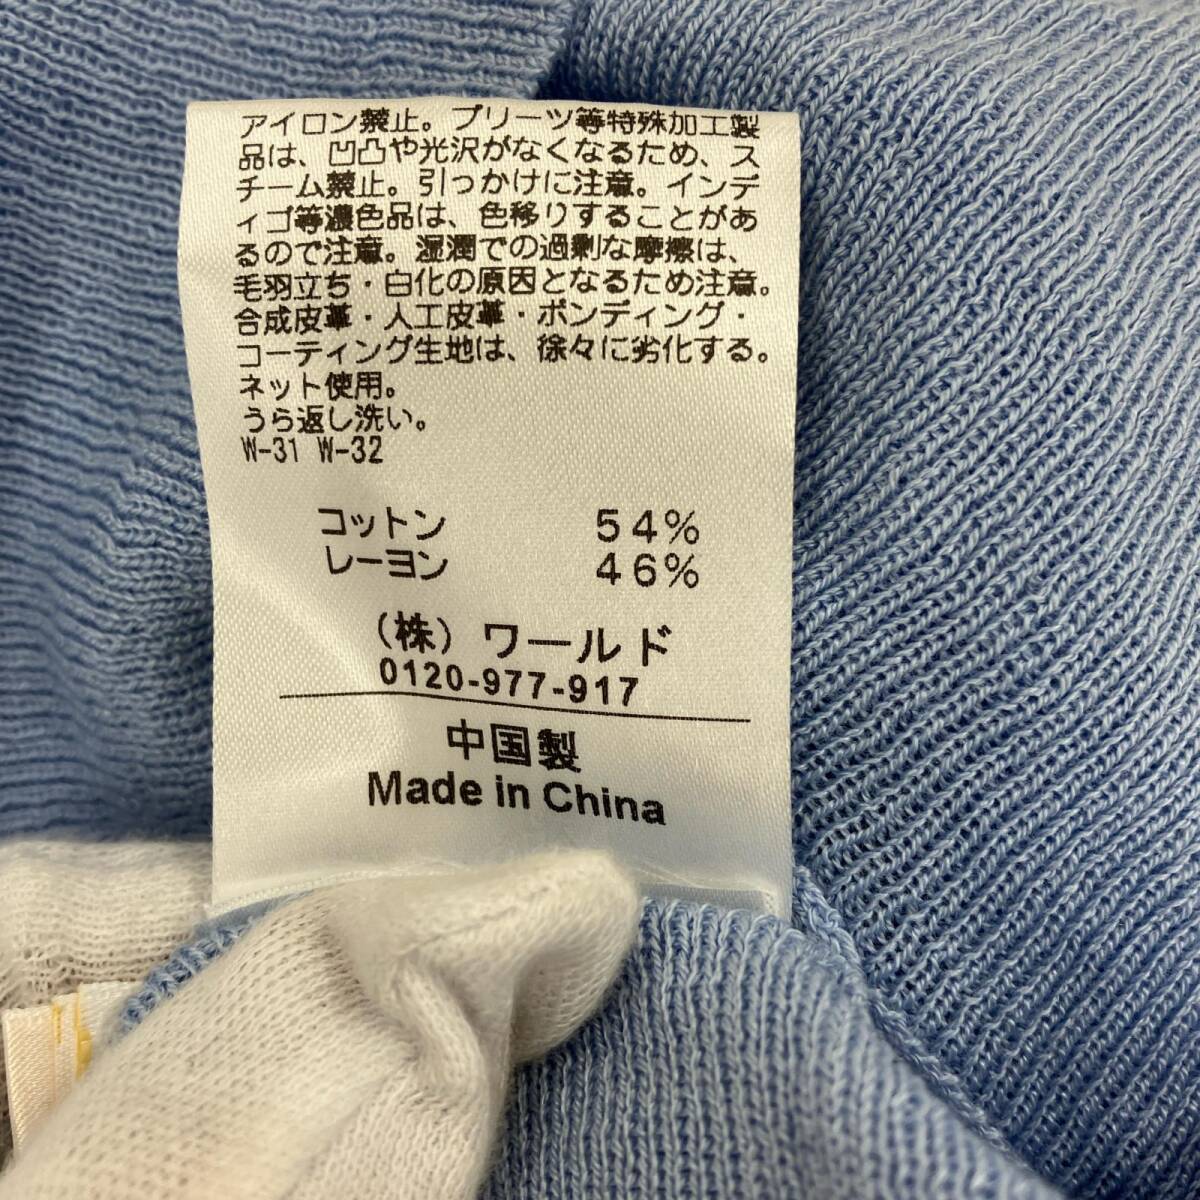 アイロン禁止。プリーツ等特殊加工製
品は、凹凸や光沢がなくなるため、ス
チーム禁止。引っかけに注意。インデ
ィゴ等濃色品は、色移りすることがあ
るので注意。湿潤での過剰な摩擦は、
毛羽立ち・白化の原因となるため注意。
合成皮革・人工皮革・ボンディング・
コーティング生地は、徐々に劣化する。
ネット使用。
うら返し洗い。
W-31 W-32
コットン 54%
レーヨン 46%
(株) ワールド
0120-977-917
中国製
Made in China